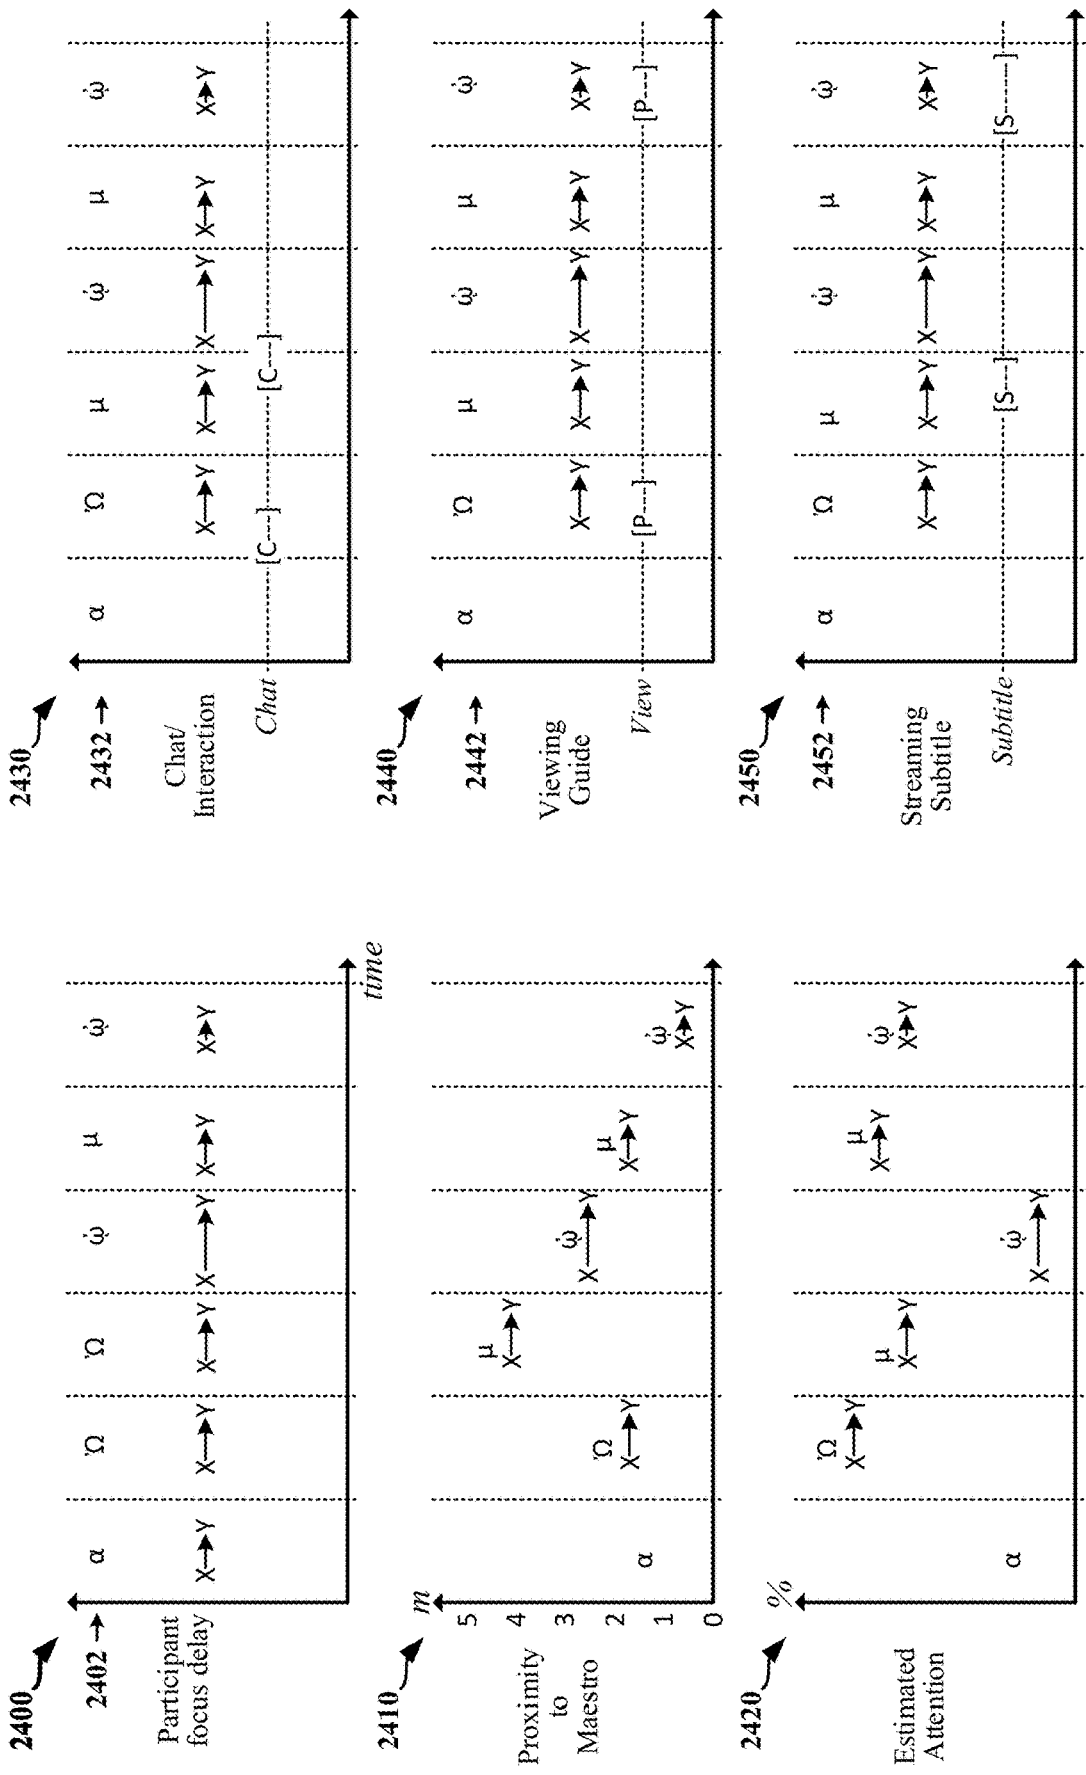 2400
2402 →
α Ώ Ώ ώ̣ μ ώ̣
Participant
focus delay
X→Y X→Y X→Y X→Y X→Y X→Y
time
2410
m
5
4
3
2
1
0
Proximity
to
Maestro
α
Ώ
X→Y
μ
X→Y
ώ̣
X→Y
μ
X→Y
ώ̣
X→Y
2420
%
Estimated
Attention
α
Ώ
X→Y
μ
X→Y
ώ̣
X→Y
μ
X→Y
ώ̣
X→Y
2430
2432 →
α Ώ μ ώ̣ μ ώ̣
Chat/
Interaction
X→Y X→Y X→Y X→Y X→Y
Chat
[C---] [C---]
2440
2442 →
α Ώ μ ώ̣ μ ώ̣
Viewing
Guide
X→Y X→Y X→Y X→Y X→Y
View
[P---] [P---]
2450
2452 →
α Ώ μ ώ̣ μ ώ̣
Streaming
Subtitle
X→Y X→Y X→Y X→Y X→Y
Subtitle
[S---] [S-----]